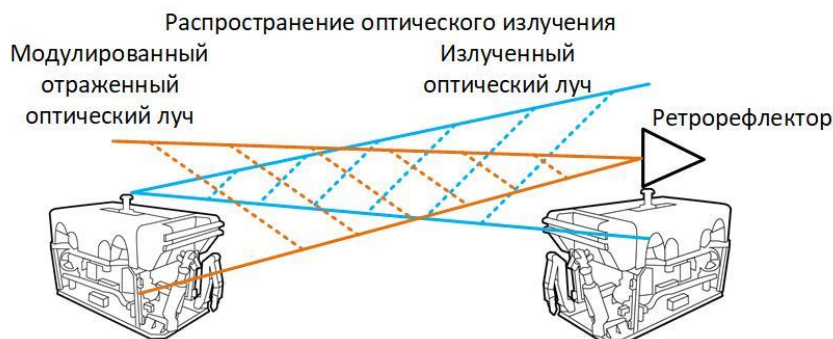 Распространение оптического излучения
Модулированный
отраженный
оптический луч
Излученный
оптический луч
Ретрорефлектор